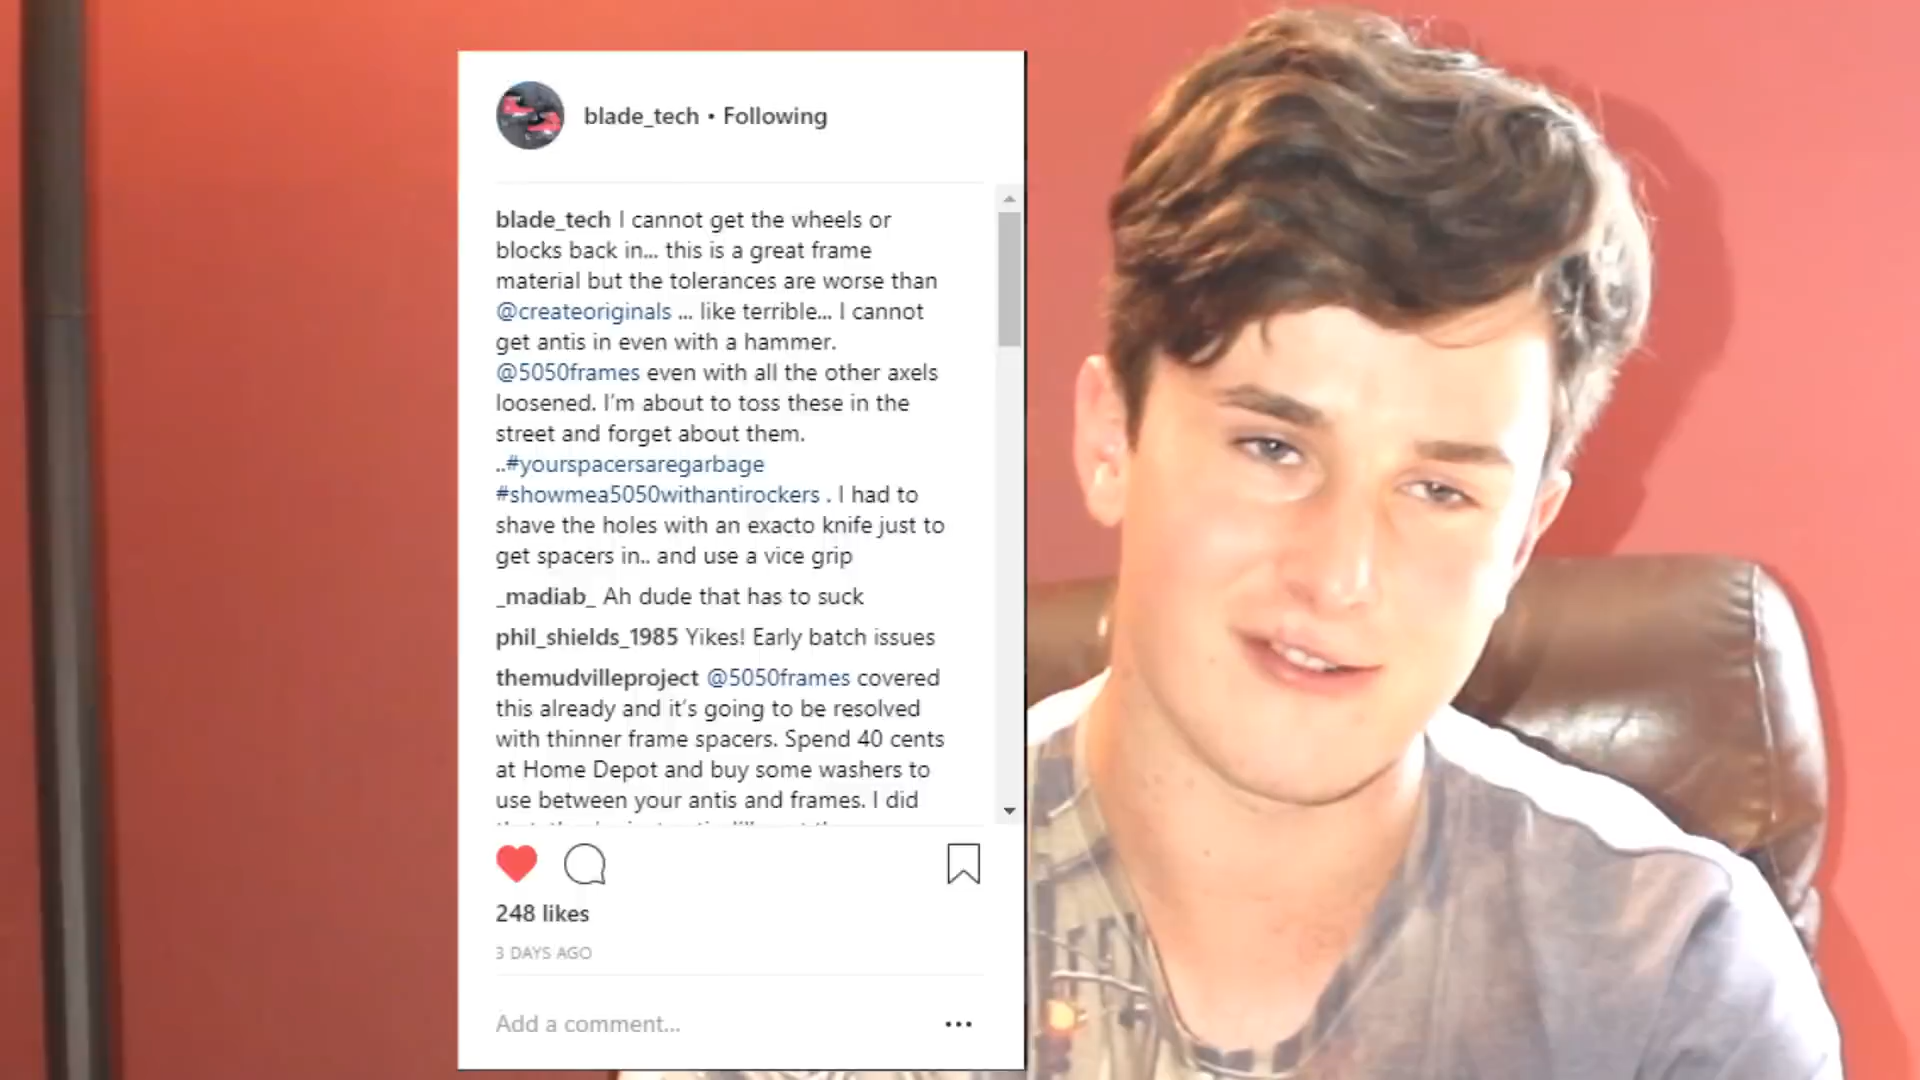 blade_tech • Following
blade_tech I cannot get the wheels or
blocks back in... this is a great frame
material but the tolerances are worse than
@createoriginals ... like terrible... I cannot
get antis in even with a hammer.
@5050frames even with all the other axels
loosened. I'm about to toss these in the
street and forget about them.
..#yourspacersaregarbage
#showmea5050withantirockers . I had to
shave the holes with an exacto knife just to
get spacers in.. and use a vice grip
_madiab_ Ah dude that has to suck
phil_shields_1985 Yikes! Early batch issues
themudvilleproject @5050frames covered
this already and it's going to be resolved
with thinner frame spacers. Spend 40 cents
at Home Depot and buy some washers to
use between your antis and frames. I did
248 likes
3 DAYS AGO
Add a comment...